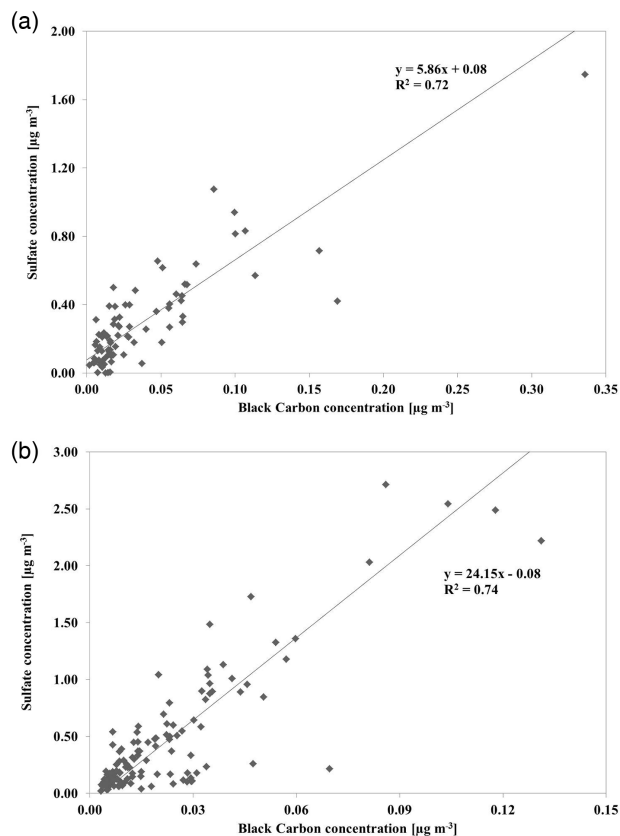 (a)
2.00
1.60
1.20
0.80
0.40
0.00
Sulfate concentration [µg m⁻³]
y = 5.86x + 0.08
R² = 0.72
0.00 0.05 0.10 0.15 0.20 0.25 0.30 0.35
Black Carbon concentration [µg m⁻³]
(b)
3.00
2.50
2.00
1.50
1.00
0.50
0.00
Sulfate concentration [µg m⁻³]
y = 24.15x - 0.08
R² = 0.74
0.00 0.03 0.06 0.09 0.12 0.15
Black Carbon concentration [µg m⁻³]